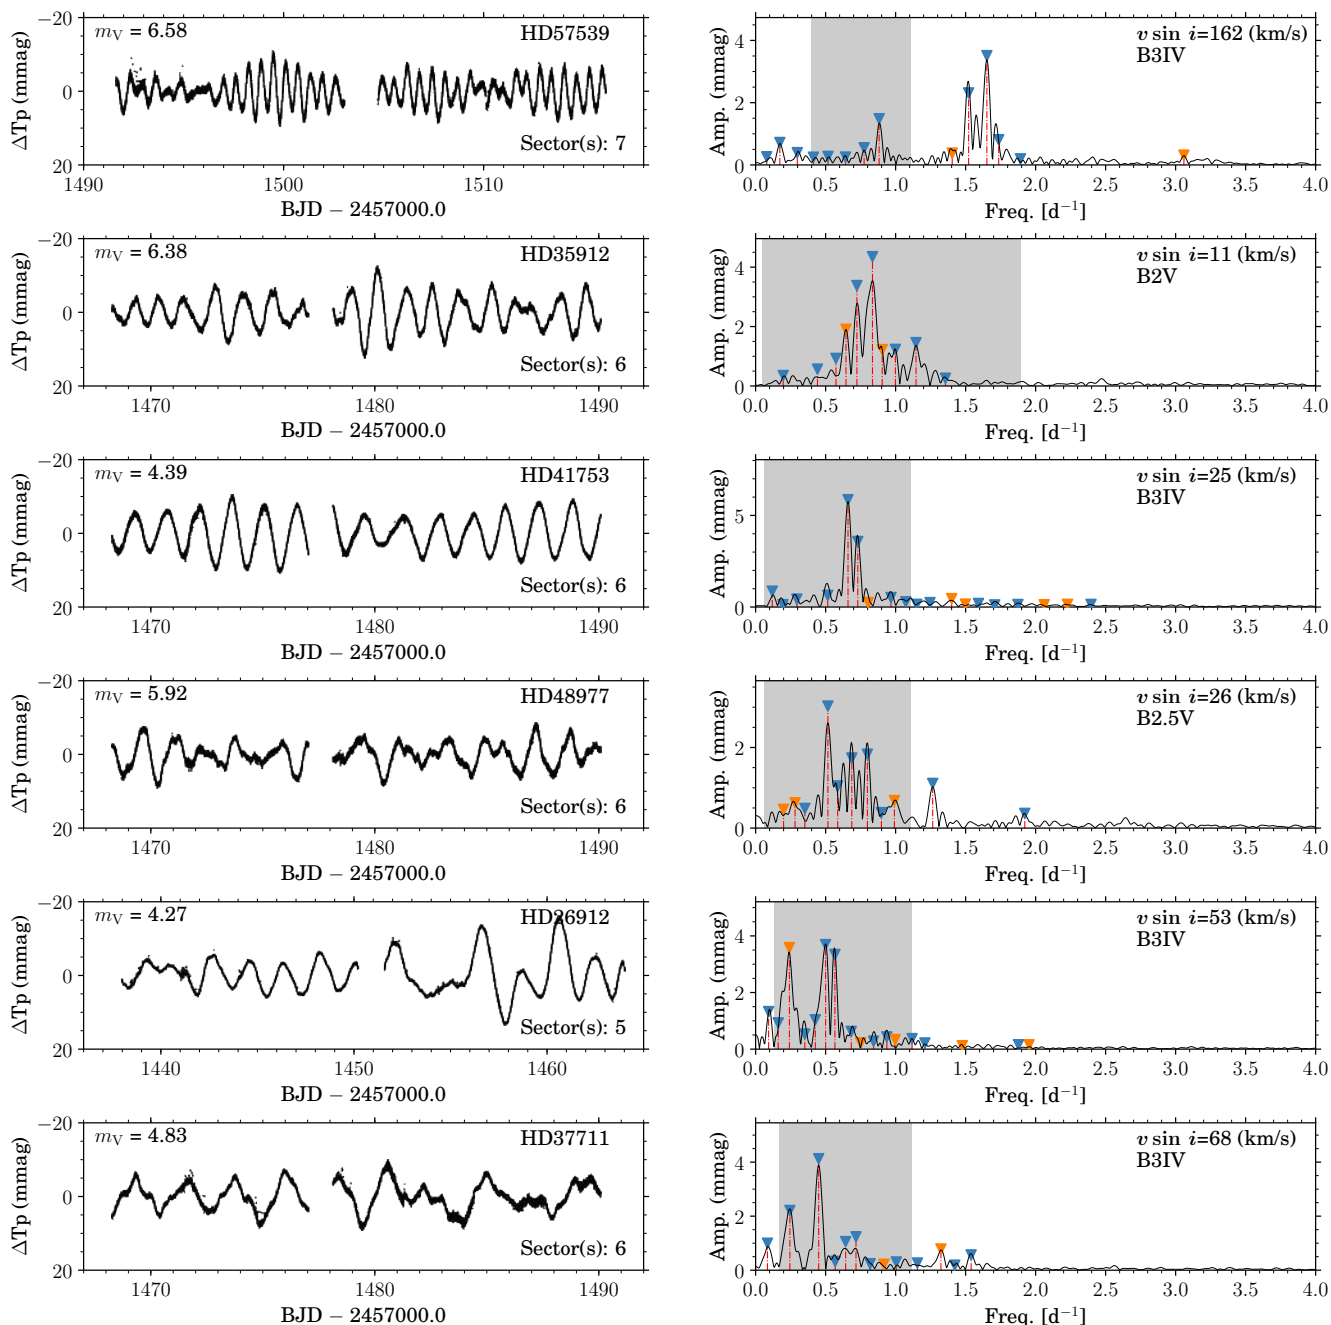 m_V = 6.58
HD57539
Sector(s): 7
−20
0
20
ΔTp (mmag)
1490
1500
1510
BJD − 2457000.0
v sin i=162 (km/s)
B3IV
4
2
0
Amp. (mmag)
0.0 0.5 1.0 1.5 2.0 2.5 3.0 3.5 4.0
Freq. [d⁻¹]
m_V = 6.38
HD35912
Sector(s): 6
−20
0
20
ΔTp (mmag)
1470
1480
1490
BJD − 2457000.0
v sin i=11 (km/s)
B2V
4
2
0
Amp. (mmag)
0.0 0.5 1.0 1.5 2.0 2.5 3.0 3.5 4.0
Freq. [d⁻¹]
m_V = 4.39
HD41753
Sector(s): 6
−20
0
20
ΔTp (mmag)
1470
1480
1490
BJD − 2457000.0
v sin i=25 (km/s)
B3IV
5
0
Amp. (mmag)
0.0 0.5 1.0 1.5 2.0 2.5 3.0 3.5 4.0
Freq. [d⁻¹]
m_V = 5.92
HD48977
Sector(s): 6
−20
0
20
ΔTp (mmag)
1470
1480
1490
BJD − 2457000.0
v sin i=26 (km/s)
B2.5V
2
0
Amp. (mmag)
0.0 0.5 1.0 1.5 2.0 2.5 3.0 3.5 4.0
Freq. [d⁻¹]
m_V = 4.27
HD26912
Sector(s): 5
−20
0
20
ΔTp (mmag)
1440
1450
1460
BJD − 2457000.0
v sin i=53 (km/s)
B3IV
4
2
0
Amp. (mmag)
0.0 0.5 1.0 1.5 2.0 2.5 3.0 3.5 4.0
Freq. [d⁻¹]
m_V = 4.83
HD37711
Sector(s): 6
−20
0
20
ΔTp (mmag)
1470
1480
1490
BJD − 2457000.0
v sin i=68 (km/s)
B3IV
4
2
0
Amp. (mmag)
0.0 0.5 1.0 1.5 2.0 2.5 3.0 3.5 4.0
Freq. [d⁻¹]